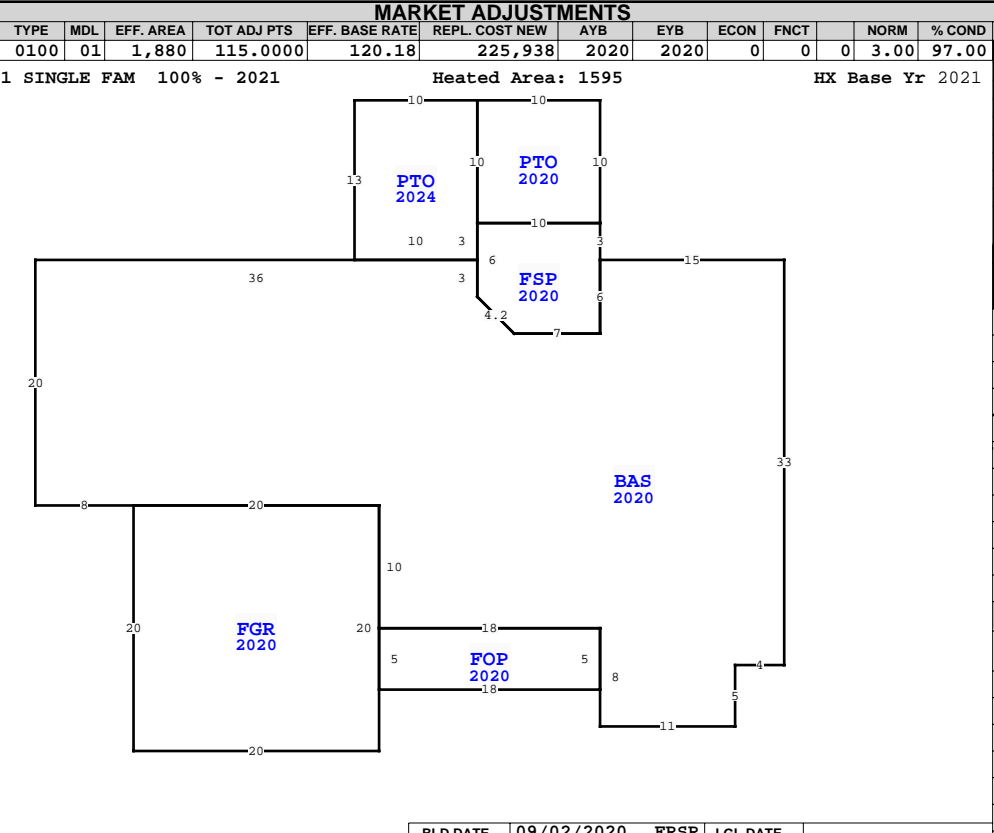 MARKET ADJUSTMENTS
TYPE MDL EFF. AREA TOT ADJ PTS EFF. BASE RATE REPL. COST NEW AYB EYB ECON FNCT NORM % COND
0100 01 1,880 115.0000 120.18 225,938 2020 2020 0 0 0 3.00 97.00
1 SINGLE FAM 100% - 2021 Heated Area: 1595 HX Base Yr 2021
10 10
10 PTO 10
2020
13 PTO
2024
10
10 3 3
6 15
36 3 FSP
2020 6
4.2
7
20
33
BAS
2020
8 20
10
20 FGR 20 18
2020
5 FOP 5
2020 8
18
4
5
11
20
BLD DATE 09/02/2020 FRSP LGL DATE